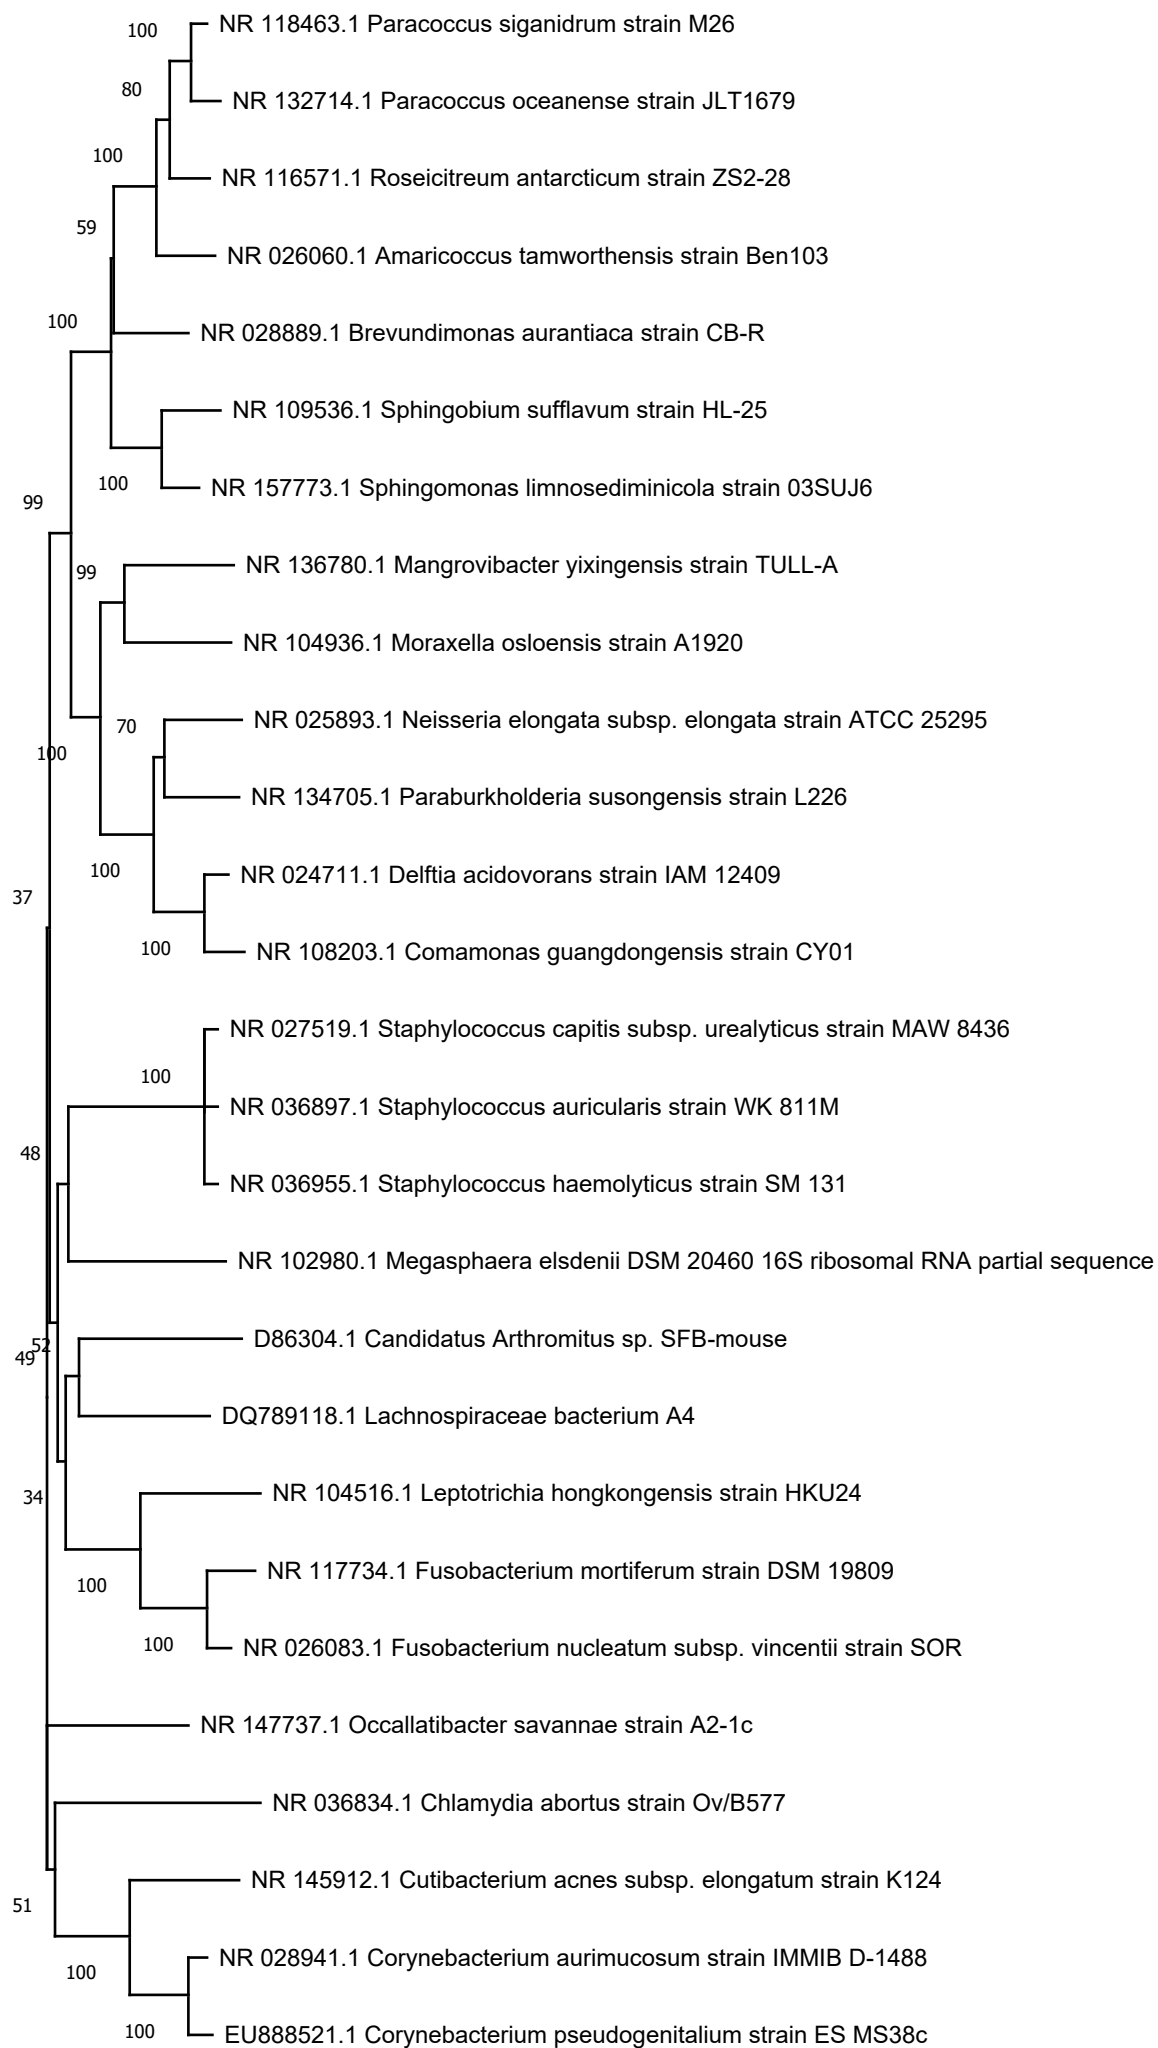 100
NR 118463.1 Paracoccus siganidrum strain M26
80
NR 132714.1 Paracoccus oceanense strain JLT1679
100
NR 116571.1 Roseicitreum antarcticum strain ZS2-28
59
NR 026060.1 Amaricoccus tamworthensis strain Ben103
100
NR 028889.1 Brevundimonas aurantiaca strain CB-R
NR 109536.1 Sphingobium sufflavum strain HL-25
100
NR 157773.1 Sphingomonas limnosediminicola strain 03SUJ6
99
99
NR 136780.1 Mangrovibacter yixingensis strain TULL-A
NR 104936.1 Moraxella osloensis strain A1920
70
NR 025893.1 Neisseria elongata subsp. elongata strain ATCC 25295
100
NR 134705.1 Paraburkholderia susongensis strain L226
100
NR 024711.1 Delftia acidovorans strain IAM 12409
37
100
NR 108203.1 Comamonas guangdongensis strain CY01
NR 027519.1 Staphylococcus capitis subsp. urealyticus strain MAW 8436
100
NR 036897.1 Staphylococcus auricularis strain WK 811M
48
NR 036955.1 Staphylococcus haemolyticus strain SM 131
NR 102980.1 Megasphaera elsdenii DSM 20460 16S ribosomal RNA partial sequence
52
D86304.1 Candidatus Arthromitus sp. SFB-mouse
49
DQ789118.1 Lachnospiraceae bacterium A4
34
NR 104516.1 Leptotrichia hongkongensis strain HKU24
100
NR 117734.1 Fusobacterium mortiferum strain DSM 19809
100
NR 026083.1 Fusobacterium nucleatum subsp. vincentii strain SOR
NR 147737.1 Occallatibacter savannae strain A2-1c
NR 036834.1 Chlamydia abortus strain Ov/B577
51
NR 145912.1 Cutibacterium acnes subsp. elongatum strain K124
100
NR 028941.1 Corynebacterium aurimucosum strain IMMIB D-1488
100
EU888521.1 Corynebacterium pseudogenitalium strain ES MS38c